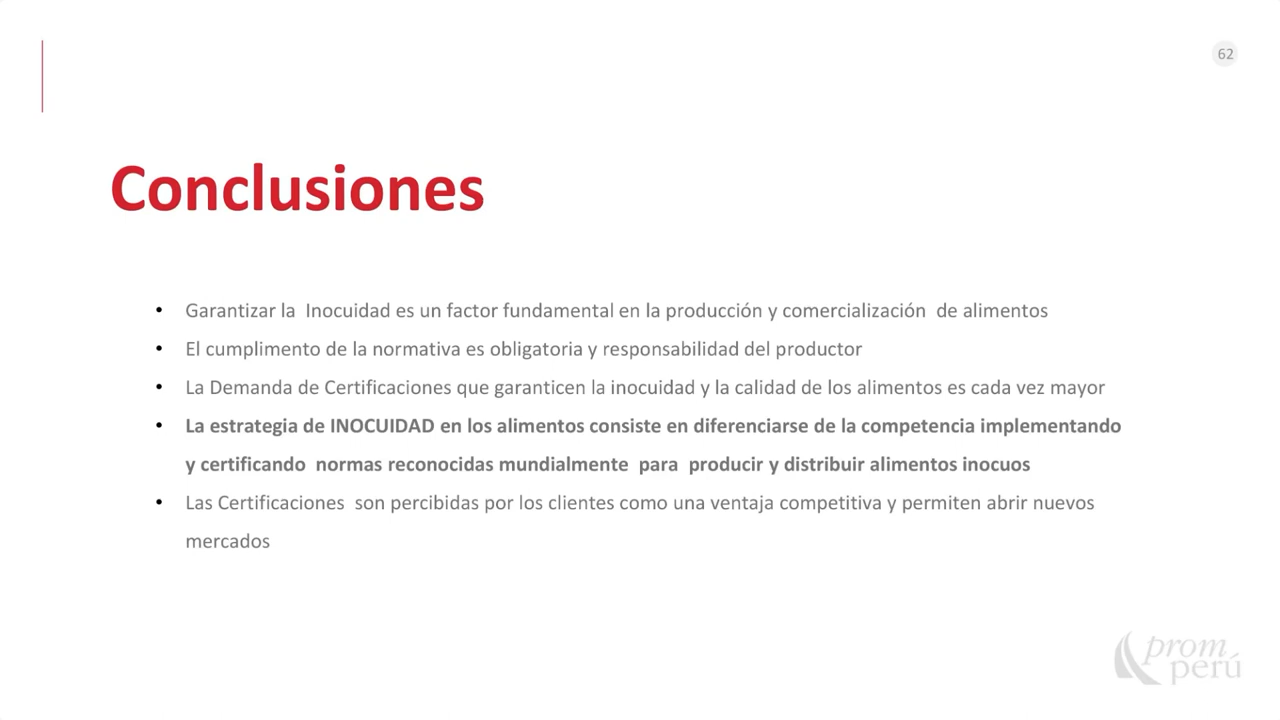 62
Conclusiones
• Garantizar la  Inocuidad es un factor fundamental en la producción y comercialización  de alimentos
• El cumplimento de la normativa es obligatoria y responsabilidad del productor
• La Demanda de Certificaciones que garanticen la inocuidad y la calidad de los alimentos es cada vez mayor
• La estrategia de INOCUIDAD en los alimentos consiste en diferenciarse de la competencia implementando
y certificando  normas reconocidas mundialmente  para  producir y distribuir alimentos inocuos
• Las Certificaciones  son percibidas por los clientes como una ventaja competitiva y permiten abrir nuevos
mercados
prom
perú